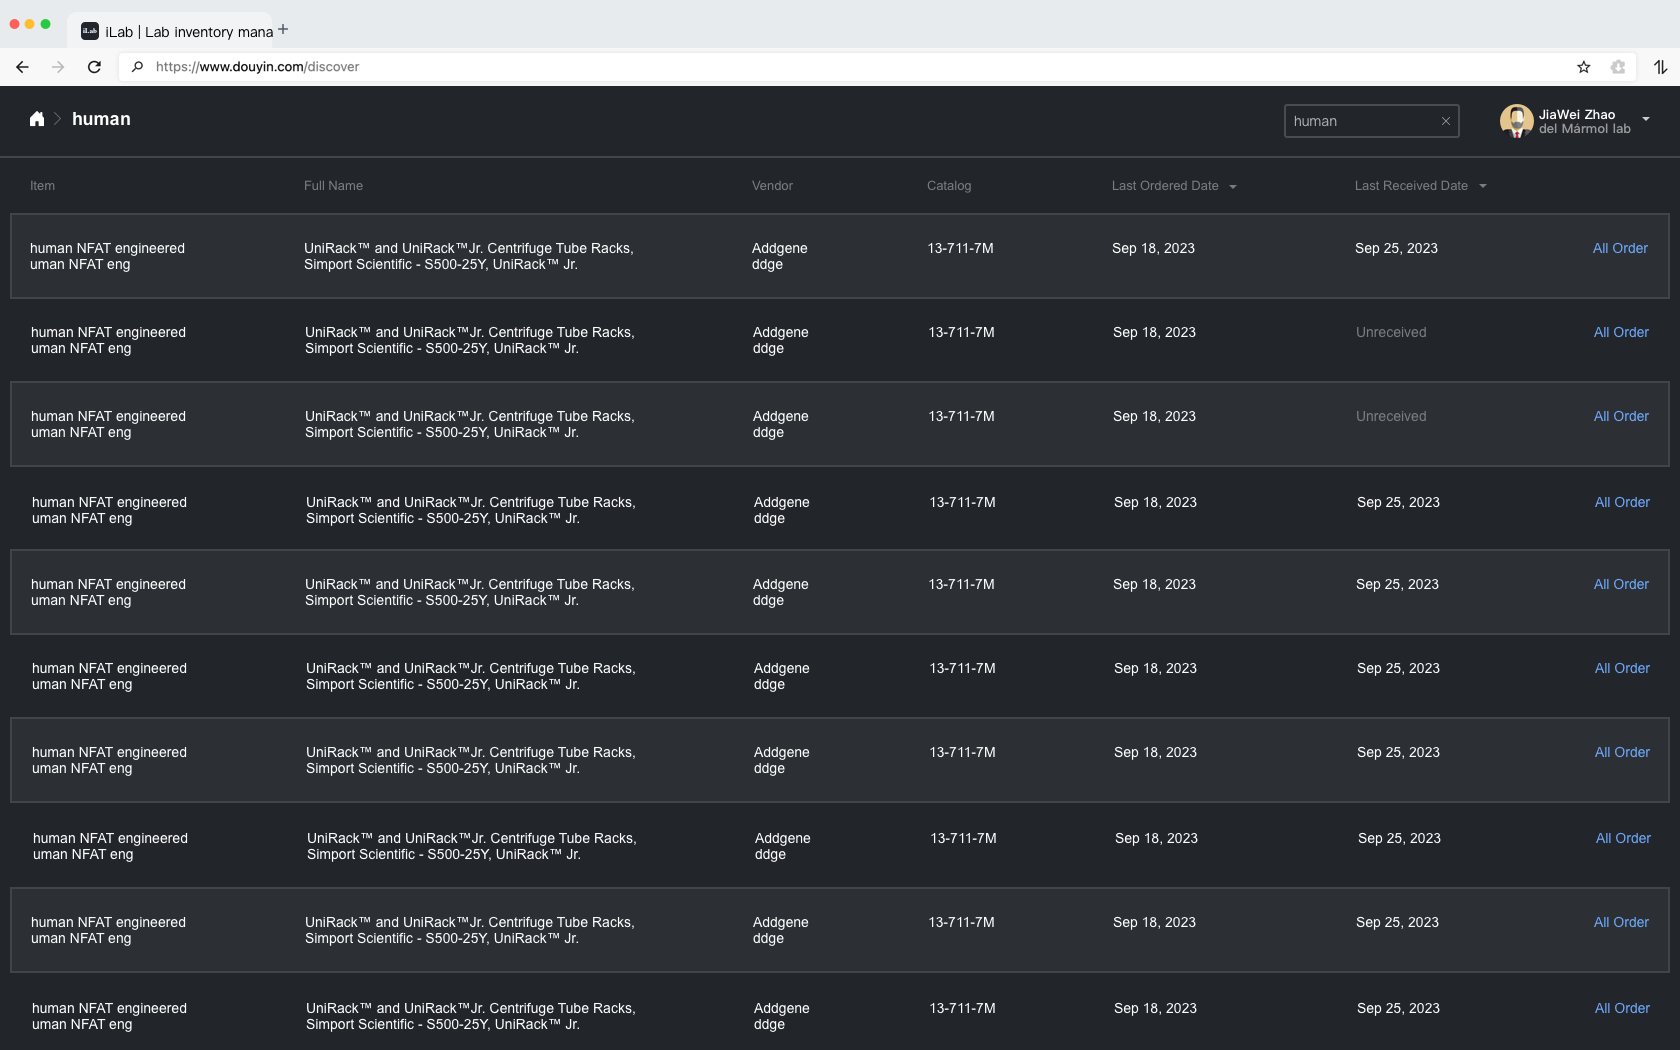 iLab
iLab | Lab inventory mana
https://www.douyin.com/discover
human
human
JiaWei Zhao
del Mármol lab
Item Full Name Vendor Catalog Last Ordered Date Last Received Date
human NFAT engineered UniRack™ and UniRack™Jr. Centrifuge Tube Racks, Addgene 13-711-7M Sep 18, 2023 Sep 25, 2023 All Order
uman NFAT eng Simport Scientific - S500-25Y, UniRack™ Jr. ddge
human NFAT engineered UniRack™ and UniRack™Jr. Centrifuge Tube Racks, Addgene 13-711-7M Sep 18, 2023 Unreceived All Order
uman NFAT eng Simport Scientific - S500-25Y, UniRack™ Jr. ddge
human NFAT engineered UniRack™ and UniRack™Jr. Centrifuge Tube Racks, Addgene 13-711-7M Sep 18, 2023 Unreceived All Order
uman NFAT eng Simport Scientific - S500-25Y, UniRack™ Jr. ddge
human NFAT engineered UniRack™ and UniRack™Jr. Centrifuge Tube Racks, Addgene 13-711-7M Sep 18, 2023 Sep 25, 2023 All Order
uman NFAT eng Simport Scientific - S500-25Y, UniRack™ Jr. ddge
human NFAT engineered UniRack™ and UniRack™Jr. Centrifuge Tube Racks, Addgene 13-711-7M Sep 18, 2023 Sep 25, 2023 All Order
uman NFAT eng Simport Scientific - S500-25Y, UniRack™ Jr. ddge
human NFAT engineered UniRack™ and UniRack™Jr. Centrifuge Tube Racks, Addgene 13-711-7M Sep 18, 2023 Sep 25, 2023 All Order
uman NFAT eng Simport Scientific - S500-25Y, UniRack™ Jr. ddge
human NFAT engineered UniRack™ and UniRack™Jr. Centrifuge Tube Racks, Addgene 13-711-7M Sep 18, 2023 Sep 25, 2023 All Order
uman NFAT eng Simport Scientific - S500-25Y, UniRack™ Jr. ddge
human NFAT engineered UniRack™ and UniRack™Jr. Centrifuge Tube Racks, Addgene 13-711-7M Sep 18, 2023 Sep 25, 2023 All Order
uman NFAT eng Simport Scientific - S500-25Y, UniRack™ Jr. ddge
human NFAT engineered UniRack™ and UniRack™Jr. Centrifuge Tube Racks, Addgene 13-711-7M Sep 18, 2023 Sep 25, 2023 All Order
uman NFAT eng Simport Scientific - S500-25Y, UniRack™ Jr. ddge
human NFAT engineered UniRack™ and UniRack™Jr. Centrifuge Tube Racks, Addgene 13-711-7M Sep 18, 2023 Sep 25, 2023 All Order
uman NFAT eng Simport Scientific - S500-25Y, UniRack™ Jr. ddge